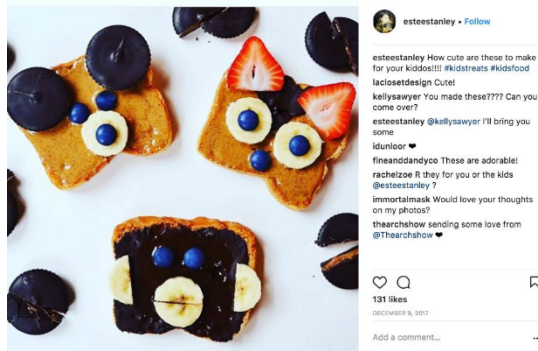 esteestanley • Follow
esteestanley How cute are these to make
for your kiddos!!!! #kidstreats #kidsfood
laclosetdesign Cute!
kellysawyer You made these???? Can you
come over?
esteestanley @kellysawyer I'll bring you
some
idunloor ❤
fineanddandyco These are adorable!
rachelzoe R they for you or the kids
@esteestanley ?
immortalmask Would love your thoughts
on my photos?
thearchshow sending some love from
@Thearchshow ❤
131 likes
DECEMBER 9, 2017
Add a comment...